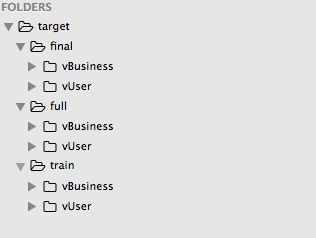 FOLDERS
target
final
vBusiness
vUser
full
vBusiness
vUser
train
vBusiness
vUser